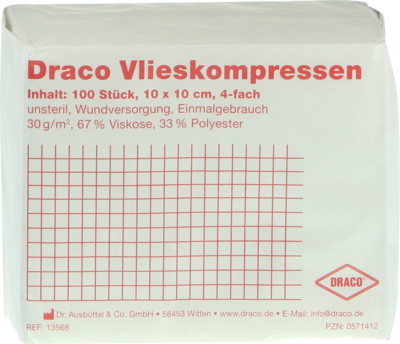 Draco Vlieskompressen
Inhalt: 100 Stück, 10 x 10 cm, 4-fach
unsteril, Wundversorgung, Einmalgebrauch
30 g/m², 67 % Viskose, 33 % Polyester
DRACO®
Dr. Ausbüttel & Co. GmbH • 58453 Witten • www.draco.de • E-Mail: info@draco.de
REF: 13568
PZN: 0571412